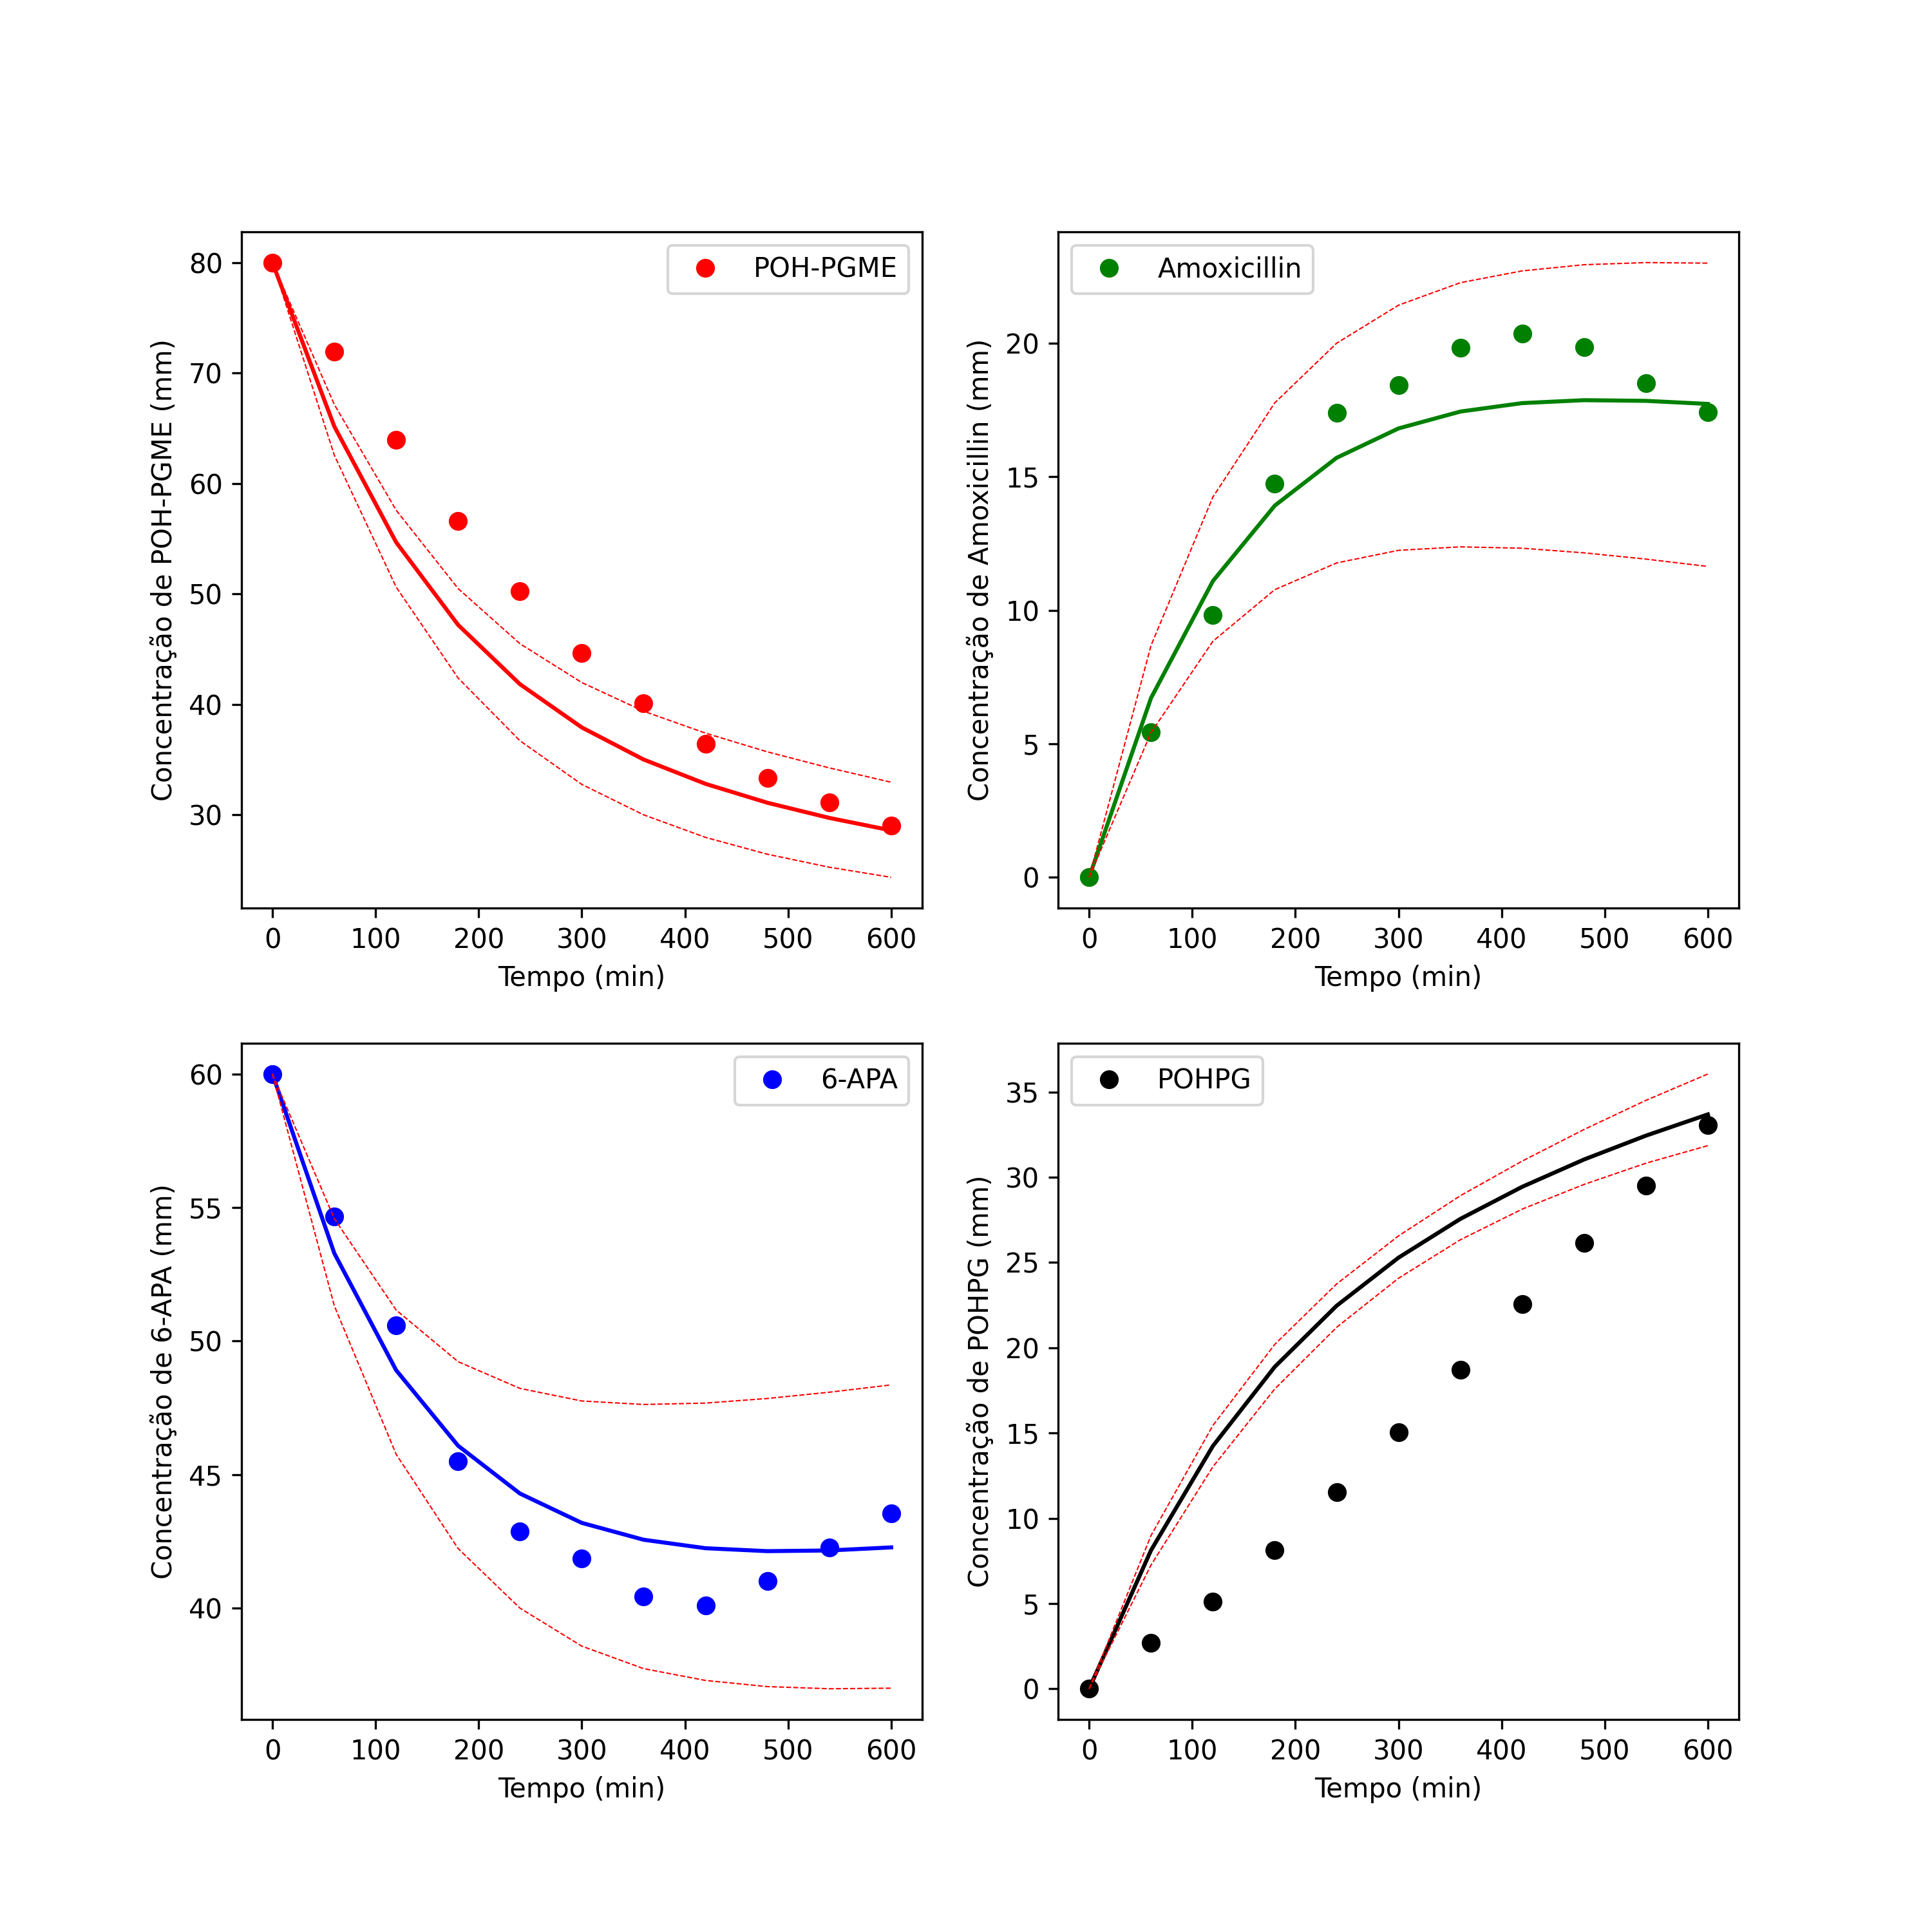 POH-PGME
80
70
60
50
40
30
Concentração de POH-PGME (mm)
0 100 200 300 400 500 600
Tempo (min)
Amoxicillin
20
15
10
5
0
Concentração de Amoxicillin (mm)
0 100 200 300 400 500 600
Tempo (min)
6-APA
60
55
50
45
40
Concentração de 6-APA (mm)
0 100 200 300 400 500 600
Tempo (min)
POHPG
35
30
25
20
15
10
5
0
Concentração de POHPG (mm)
0 100 200 300 400 500 600
Tempo (min)